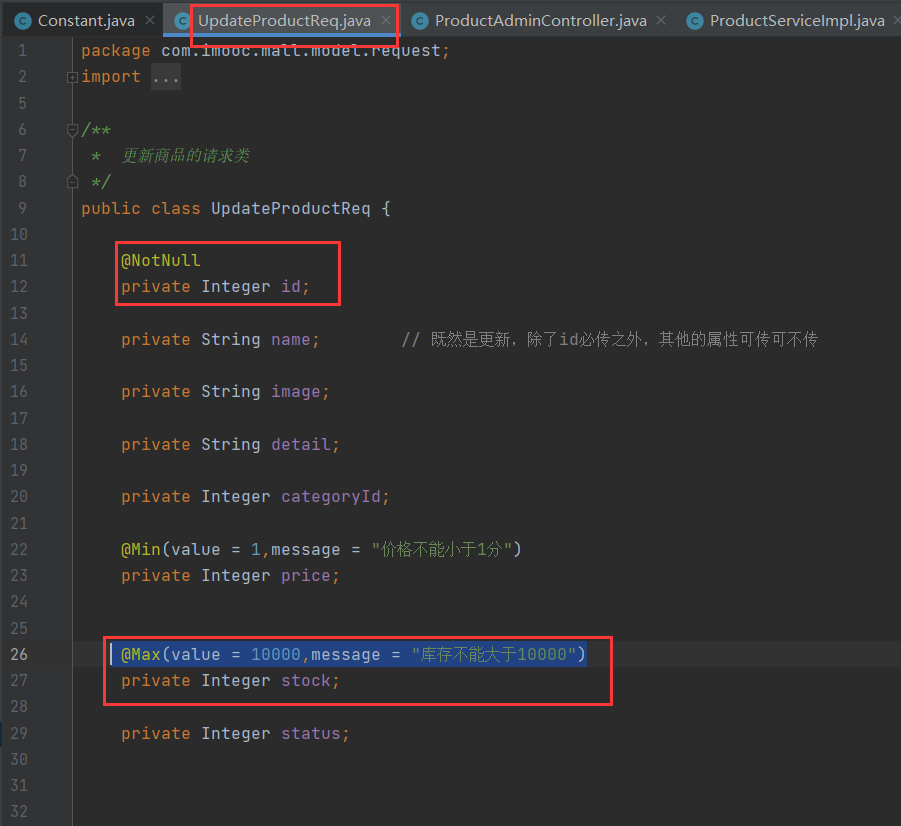 Constant.java UpdateProductReq.java ProductAdminController.java ProductServiceImpl.java
1 package com.imooc.mall.model.request;
2 import ...
5
6 /**
7 * 更新商品的请求类
8 */
9 public class UpdateProductReq {
10
11 @NotNull
12 private Integer id;
13
14 private String name; // 既然是更新，除了id必传之外，其他的属性可传可不传
15
16 private String image;
17
18 private String detail;
19
20 private Integer categoryId;
21
22 @Min(value = 1,message = "价格不能小于1分")
23 private Integer price;
24
25
26 @Max(value = 10000,message = "库存不能大于10000")
27 private Integer stock;
28
29 private Integer status;
30
31
32